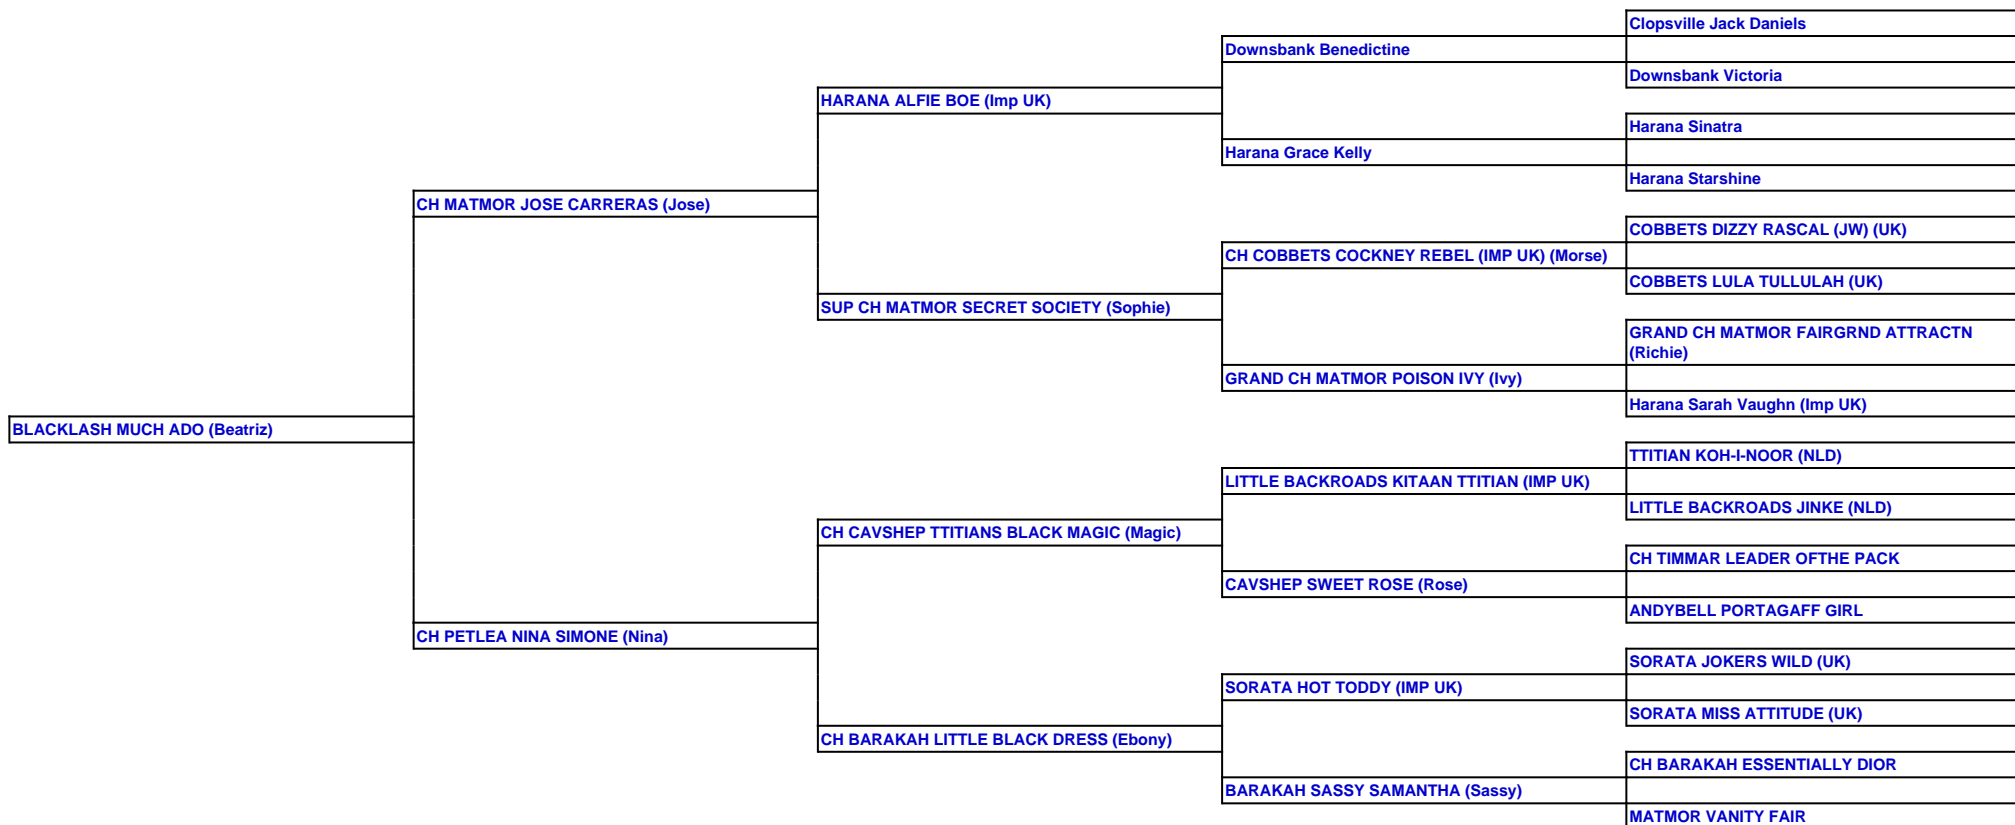 Clopsville Jack Daniels
Downsbank Benedictine
Downsbank Victoria
HARANA ALFIE BOE (Imp UK)
Harana Sinatra
Harana Grace Kelly
Harana Starshine
CH MATMOR JOSE CARRERAS (Jose)
COBBETS DIZZY RASCAL (JW) (UK)
CH COBBETS COCKNEY REBEL (IMP UK) (Morse)
COBBETS LULA TULLULAH (UK)
SUP CH MATMOR SECRET SOCIETY (Sophie)
GRAND CH MATMOR FAIRGRND ATTRACTN
(Richie)
GRAND CH MATMOR POISON IVY (Ivy)
Harana Sarah Vaughn (Imp UK)
BLACKLASH MUCH ADO (Beatriz)
TTITIAN KOH-I-NOOR (NLD)
LITTLE BACKROADS KITAAN TTITIAN (IMP UK)
LITTLE BACKROADS JINKE (NLD)
CH CAVSHEP TTITIANS BLACK MAGIC (Magic)
CH TIMMAR LEADER OFTHE PACK
CAVSHEP SWEET ROSE (Rose)
ANDYBELL PORTAGAFF GIRL
CH PETLEA NINA SIMONE (Nina)
SORATA JOKERS WILD (UK)
SORATA HOT TODDY (IMP UK)
SORATA MISS ATTITUDE (UK)
CH BARAKAH LITTLE BLACK DRESS (Ebony)
CH BARAKAH ESSENTIALLY DIOR
BARAKAH SASSY SAMANTHA (Sassy)
MATMOR VANITY FAIR